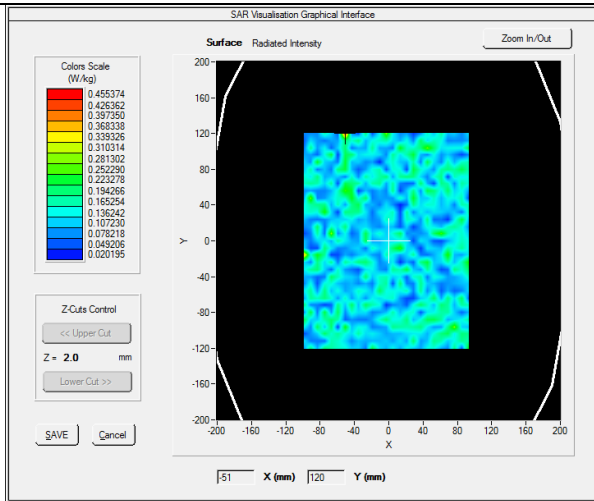 SAR Visualisation Graphical Interface
Surface Radiated Intensity
Zoom In/Out
Colors Scale
(W/kg)
0.455374
0.426362
0.397350
0.368338
0.339326
0.310314
0.281302
0.252290
0.223278
0.194266
0.165254
0.136242
0.107230
0.078218
0.049206
0.020195
Z-Cuts Control
<< Upper Cut
Z = 2.0 mm
Lower Cut >>
SAVE Cancel
200
160
120
80
40
0
-40
-80
-120
-160
-200
Y
-200 -160 -120 -80 -40 0 40 80 120 160 200
X
-51 X (mm) 120 Y (mm)